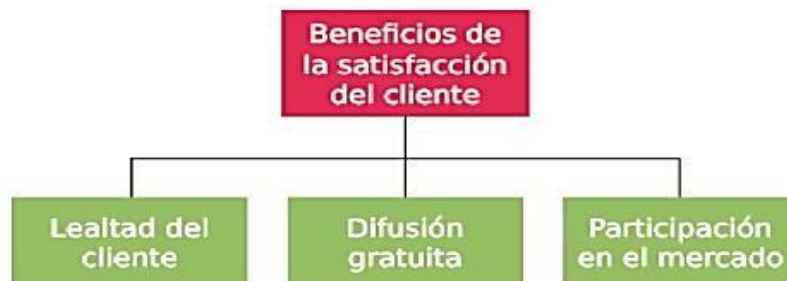 Beneficios de
la satisfacción
del cliente
Lealtad del
cliente
Difusión
gratuita
Participación
en el mercado